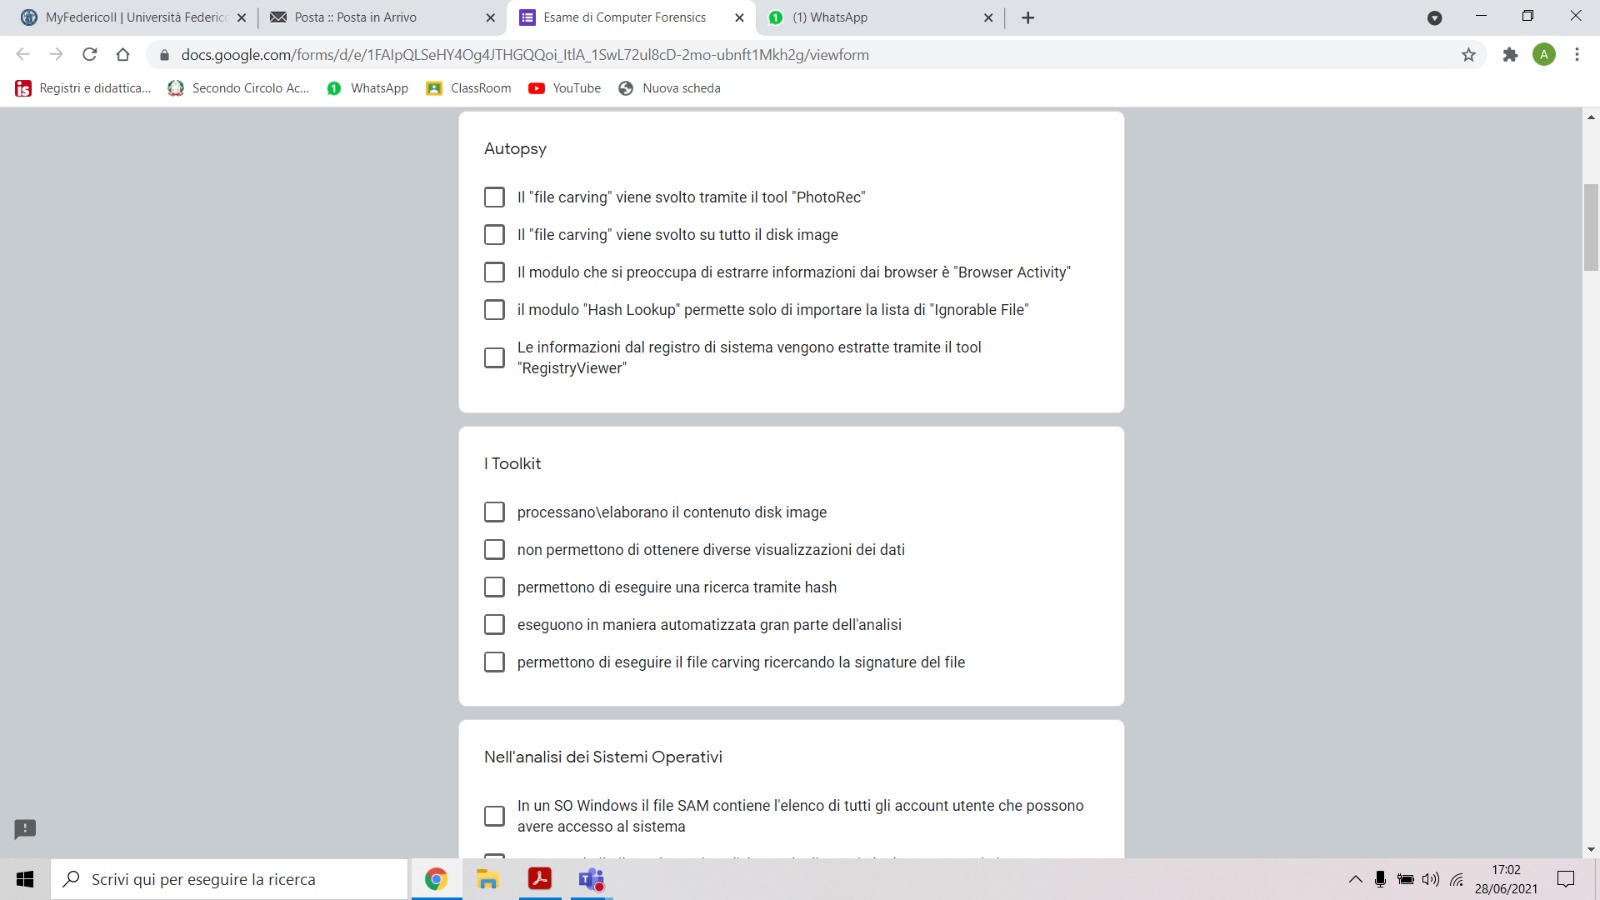 MyFedericoII | Università Federico
Posta :: Posta in Arrivo
Esame di Computer Forensics
(1) WhatsApp
docs.google.com/forms/d/e/1FAIpQLSeHY4Og4JTHGQQoi_ItlA_1SwL72ul8cD-2mo-ubnft1Mkh2g/viewform
A
Registri e didattica...
Secondo Circolo Ac...
WhatsApp
ClassRoom
YouTube
Nuova scheda
Autopsy
Il "file carving" viene svolto tramite il tool "PhotoRec"
Il "file carving" viene svolto su tutto il disk image
Il modulo che si preoccupa di estrarre informazioni dai browser è "Browser Activity"
il modulo "Hash Lookup" permette solo di importare la lista di "Ignorable File"
Le informazioni dal registro di sistema vengono estratte tramite il tool
"RegistryViewer"
I Toolkit
processano\elaborano il contenuto disk image
non permettono di ottenere diverse visualizzazioni dei dati
permettono di eseguire una ricerca tramite hash
eseguono in maniera automatizzata gran parte dell'analisi
permettono di eseguire il file carving ricercando la signature del file
Nell'analisi dei Sistemi Operativi
In un SO Windows il file SAM contiene l'elenco di tutti gli account utente che possono
avere accesso al sistema
Scrivi qui per eseguire la ricerca
17:02
28/06/2021